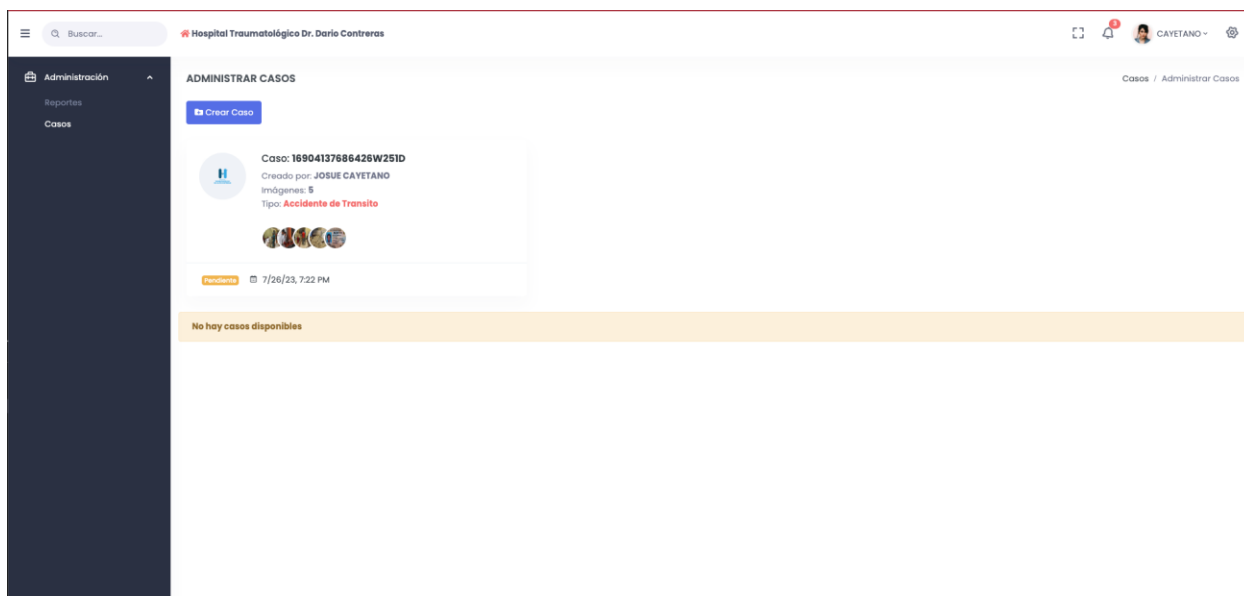 Buscar...
Hospital Traumatológico Dr. Darío Contreras
3
CAYETANO
Administración
Reportes
Casos
ADMINISTRAR CASOS
Casos / Administrar Casos
Crear Caso
H
Caso: 16904137686426W251D
Creado por: JOSUE CAYETANO
Imágenes: 5
Tipo: Accidente de Transito
Pendiente 7/26/23, 7:22 PM
No hay casos disponibles